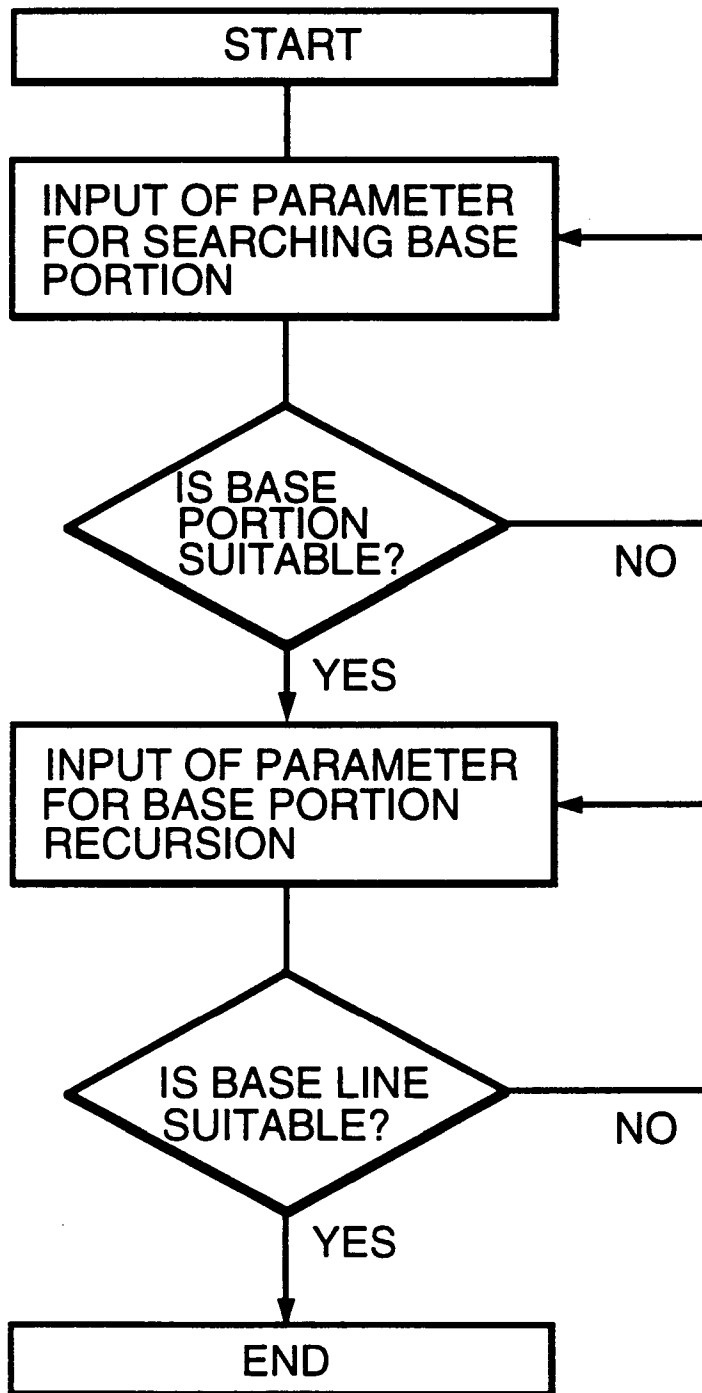 START
INPUT OF PARAMETER
FOR SEARCHING BASE
PORTION
IS BASE
PORTION
SUITABLE?
NO
YES
INPUT OF PARAMETER
FOR BASE PORTION
RECURSION
IS BASE LINE
SUITABLE?
NO
YES
END